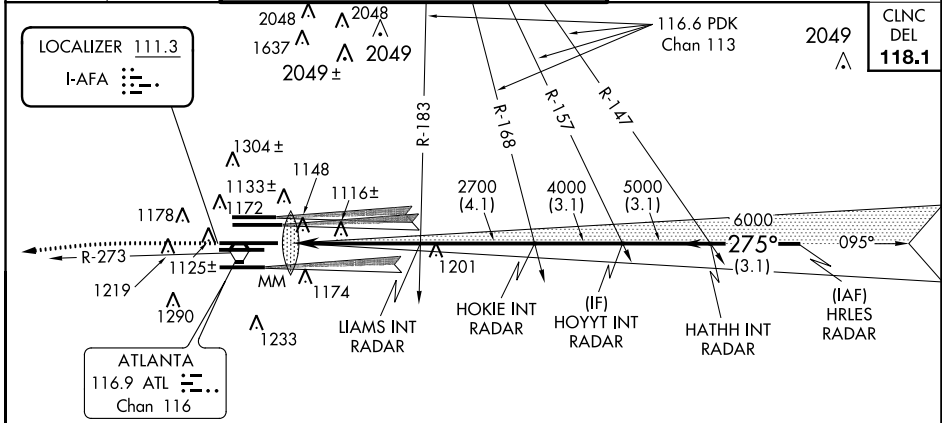 2048
2048
1637
2049
2049 ±
116.6 PDK
Chan 113
2049
CLNC
DEL
118.1
LOCALIZER 111.3
I-AFA
R-183
R-168
R-157
R-147
1304 ±
1148
1133 ±
1116 ±
1172
1178
2700
(4.1)
4000
(3.1)
5000
(3.1)
6000
275°
(3.1)
095°
R-273
1125 ±
1219
1201
MM
1174
1290
1233
LIAMS INT
RADAR
HOKIE INT
RADAR
(IF)
HOYYT INT
RADAR
HATHH INT
RADAR
(IAF)
HRLES
RADAR
ATLANTA
116.9 ATL
Chan 116